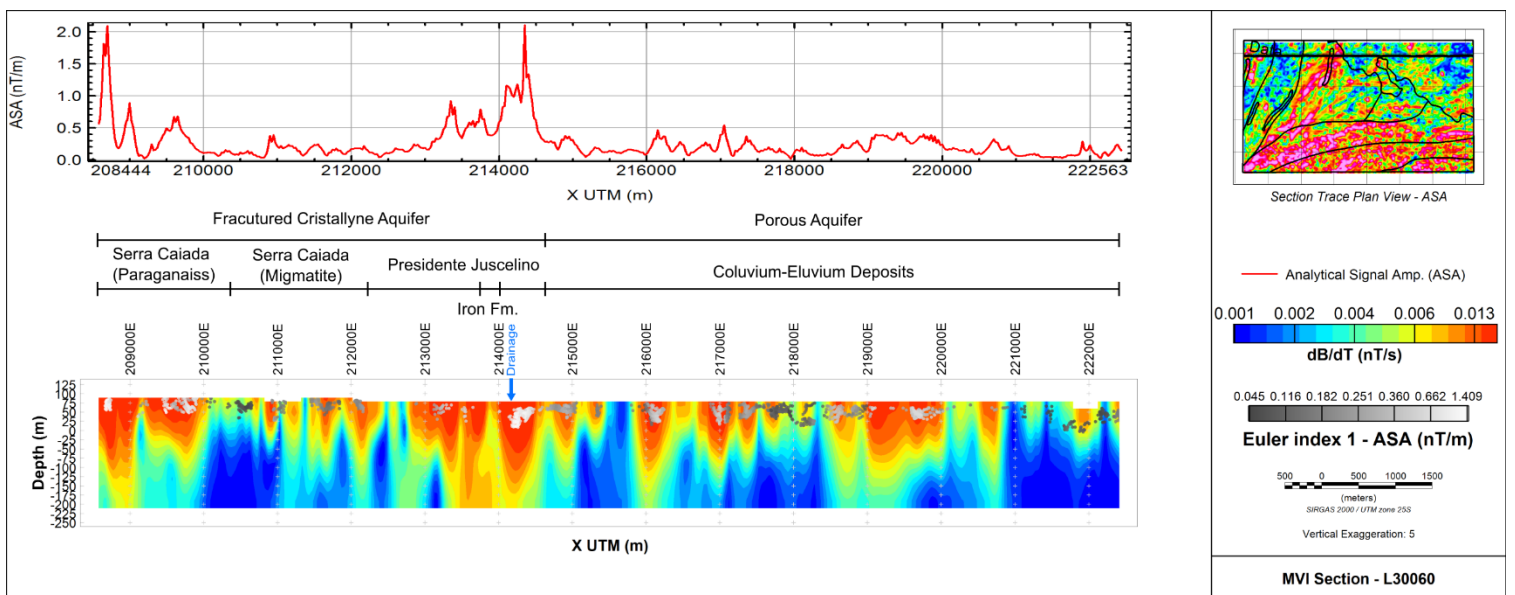 2.0
1.5
1.0
0.5
0.0
ASA (nT/m)
2084444 210000 212000 214000 216000 218000 220000 222563
X UTM (m)
Fracutured Cristallyne Aquifer
Porous Aquifer
Serra Caiada
(Paraganaiss)
Serra Caiada
(Migmatite)
Presidente Juscelino
Coluvium-Eluvium Deposits
Iron Fm.
209000E 210000E 211000E 212000E 213000E 214000E 215000E 216000E 217000E 218000E 219000E 220000E 221000E 222000E
Drainage
125
100
75
50
25
0
-25
-50
-75
-100
-125
-150
-175
-200
-225
-250
Depth (m)
X UTM (m)
Data
Section Trace Plan View - ASA
Analytical Signal Amp. (ASA)
0.001 0.002 0.004 0.006 0.013
dB/dT (nT/s)
0.045 0.116 0.182 0.251 0.360 0.662 1.409
Euler index 1 - ASA (nT/m)
500 0 500 1000 1500
(meters)
SIRGAS 2000 / UTM zone 25S
Vertical Exaggeration: 5
MVI Section - L30060